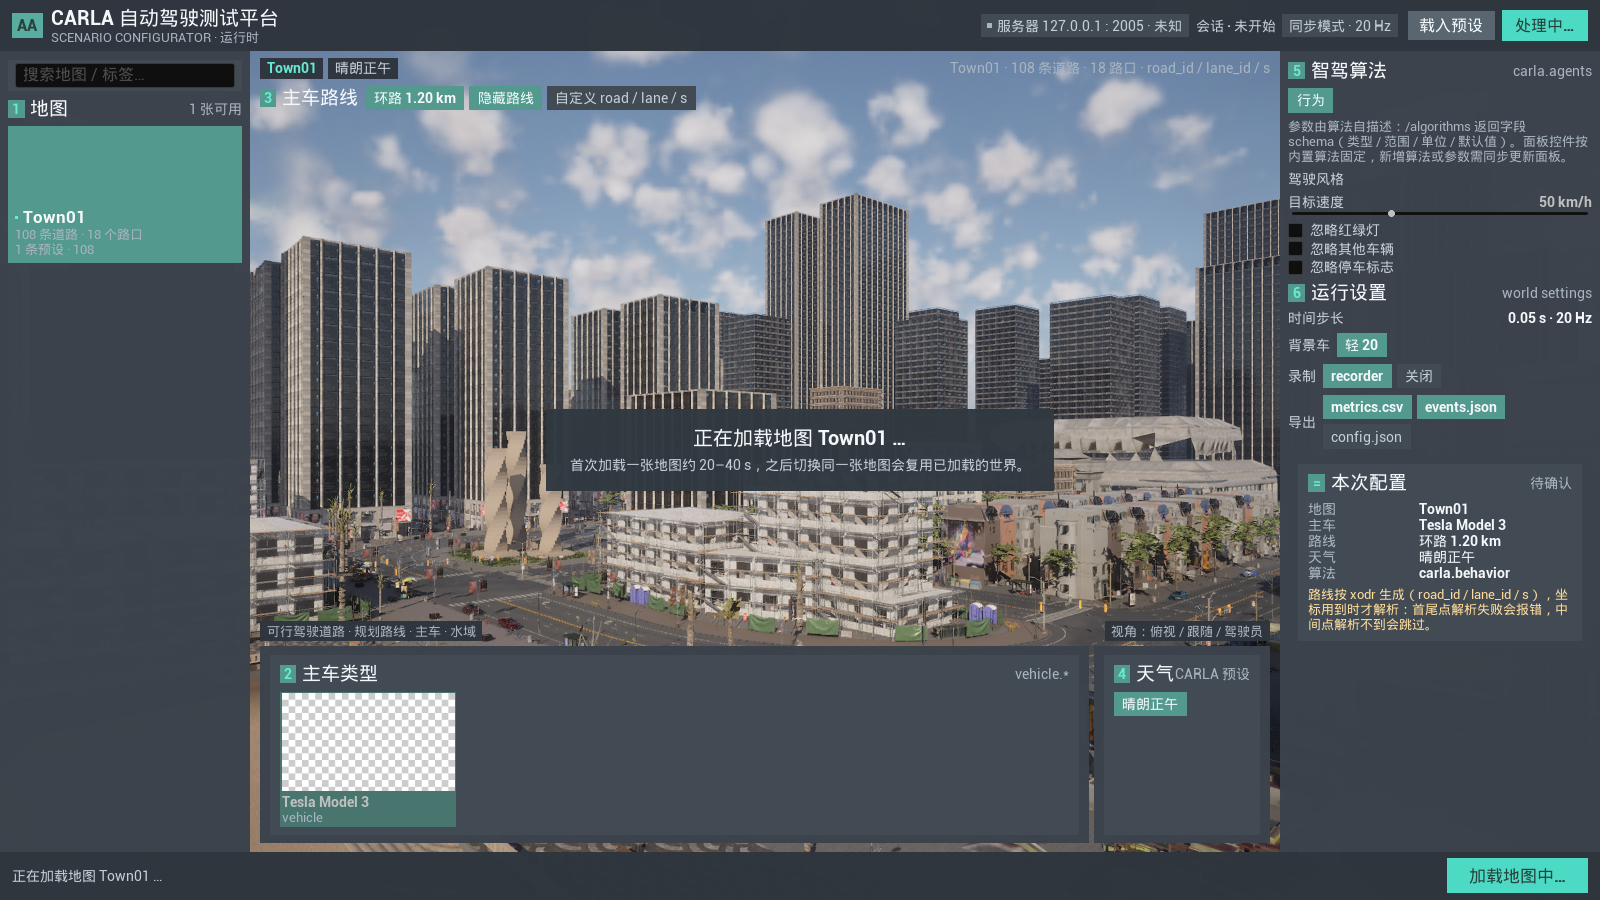 AA
CARLA 自动驾驶测试平台
SCENARIO CONFIGURATOR · 运行时
服务器 127.0.0.1 : 2005 · 未知
会话 · 未开始
同步模式 · 20 Hz
载入预设
处理中...
搜索地图 / 标签...
1 地图
1 张可用
Town01
108 条道路 · 18 个路口
1 条预设 · 108
Town01
晴朗正午
Town01 · 108 条道路 · 18 路口 · road_id / lane_id / s
3 主车路线
环路 1.20 km
隐藏路线
自定义 road / lane / s
正在加载地图 Town01 ...
首次加载一张地图约 20–40 s，之后切换同一张地图会复用已加载的世界。
可行驾驶道路 · 规划路线 · 主车 · 水域
视角：俯视 / 跟随 / 驾驶员
2 主车类型
vehicle.*
Tesla Model 3
vehicle
4 天气
CARLA 预设
晴朗正午
5 智驾算法
carla.agents
行为
参数由算法自描述：/algorithms 返回字段
schema（类型 / 范围 / 单位 / 默认值）。面板控件按
内置算法固定，新增算法或参数需同步更新面板。
驾驶风格
目标速度
50 km/h
忽略红绿灯
忽略其他车辆
忽略停车标志
6 运行设置
world settings
时间步长
0.05 s · 20 Hz
背景车
轻 20
录制
recorder
关闭
导出
metrics.csv
events.json
config.json
= 本次配置
待确认
地图 Town01
主车 Tesla Model 3
路线 环路 1.20 km
天气 晴朗正午
算法 carla.behavior
路线按 xodr 生成（road_id / lane_id / s），坐
标用到时才解析：首尾点解析失败会报错，中
间点解析不到会跳过。
正在加载地图 Town01 ...
加载地图中...